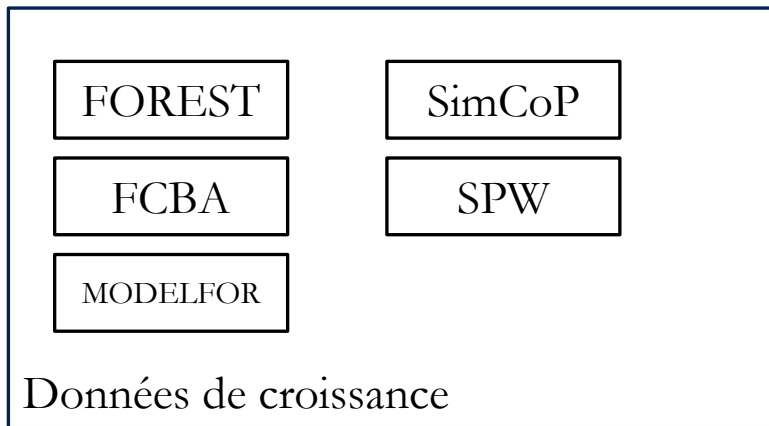 FOREST
SimCoP
FCBA
SPW
MODELFOR
Données de croissance